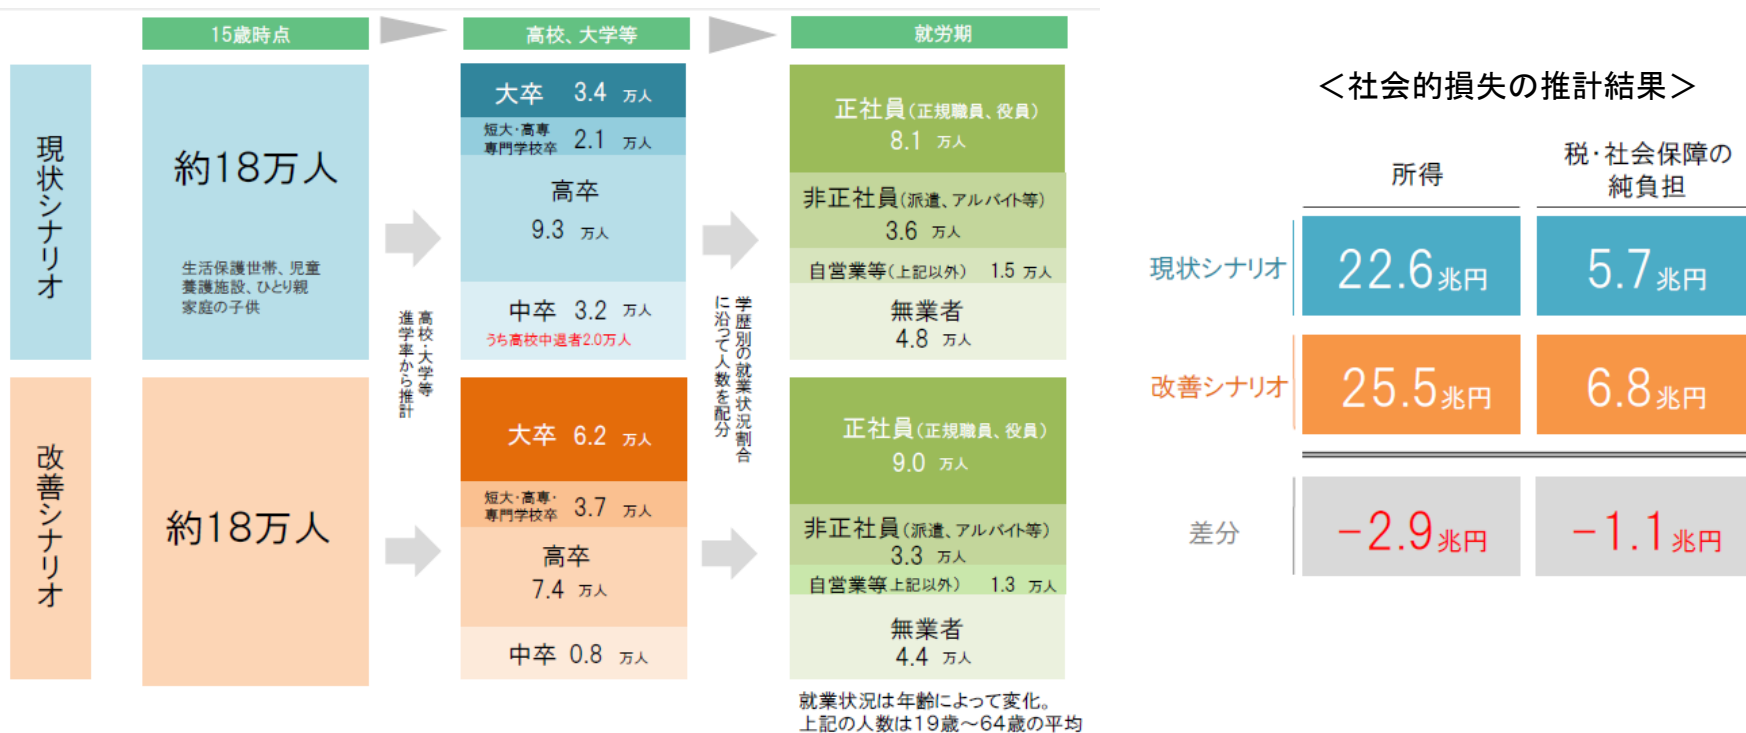 15歳時点
高校、大学等
就労期
現状シナリオ
約18万人
生活保護世帯、児童
養護施設、ひとり親
家庭の子供
大卒 3.4 万人
短大・高専
専門学校卒 2.1 万人
高卒
9.3 万人
中卒 3.2 万人
うち高校中退者2.0万人
正社員(正規職員、役員)
8.1 万人
非正社員(派遣、アルバイト等)
3.6 万人
自営業等(上記以外) 1.5 万人
無業者
4.8 万人
高校・大学等
進学率から推計
学歴別の就業状況割合
に沿って人数を配分
改善シナリオ
約18万人
大卒 6.2 万人
短大・高専・
専門学校卒 3.7 万人
高卒
7.4 万人
中卒 0.8 万人
正社員(正規職員、役員)
9.0 万人
非正社員(派遣、アルバイト等)
3.3 万人
自営業等上記以外) 1.3 万人
無業者
4.4 万人
就業状況は年齢によって変化。
上記の人数は19歳～64歳の平均
＜社会的損失の推計結果＞
所得
税・社会保障の
純負担
現状シナリオ 22.6兆円 5.7兆円
改善シナリオ 25.5兆円 6.8兆円
差分 －2.9兆円 －1.1兆円